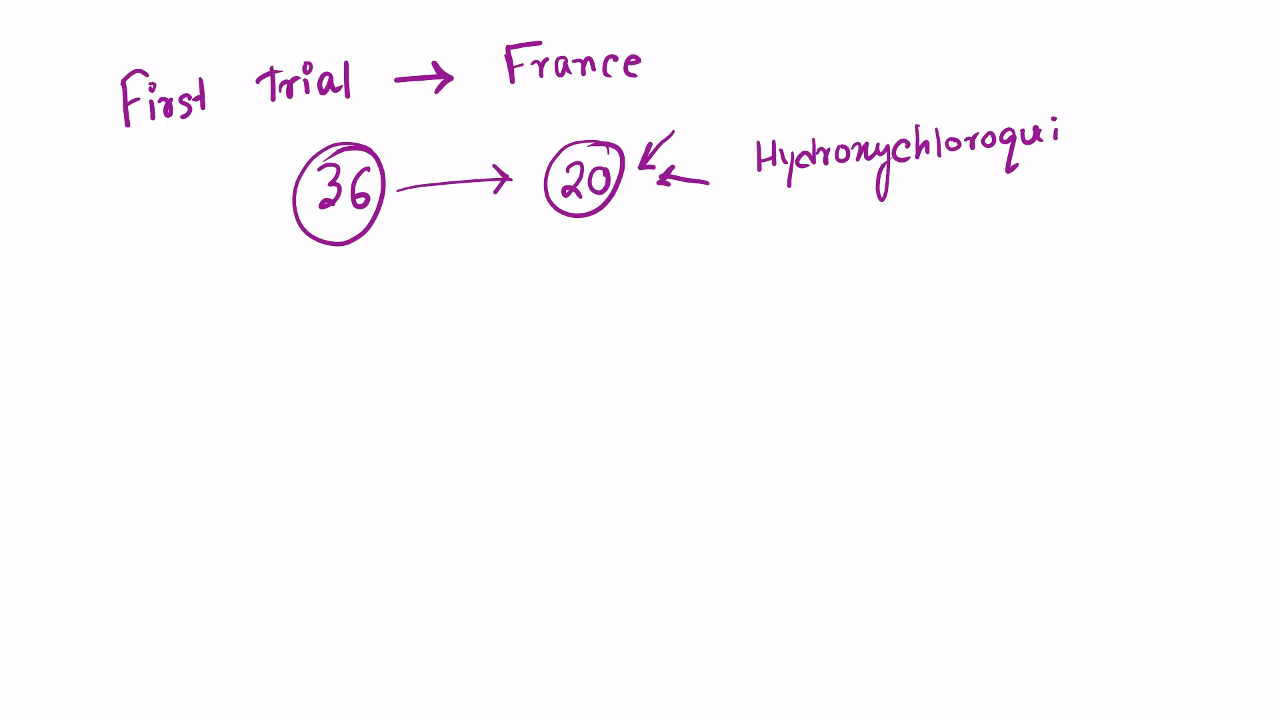 First trial → France
36 → 20 ← Hydroxychloroqui